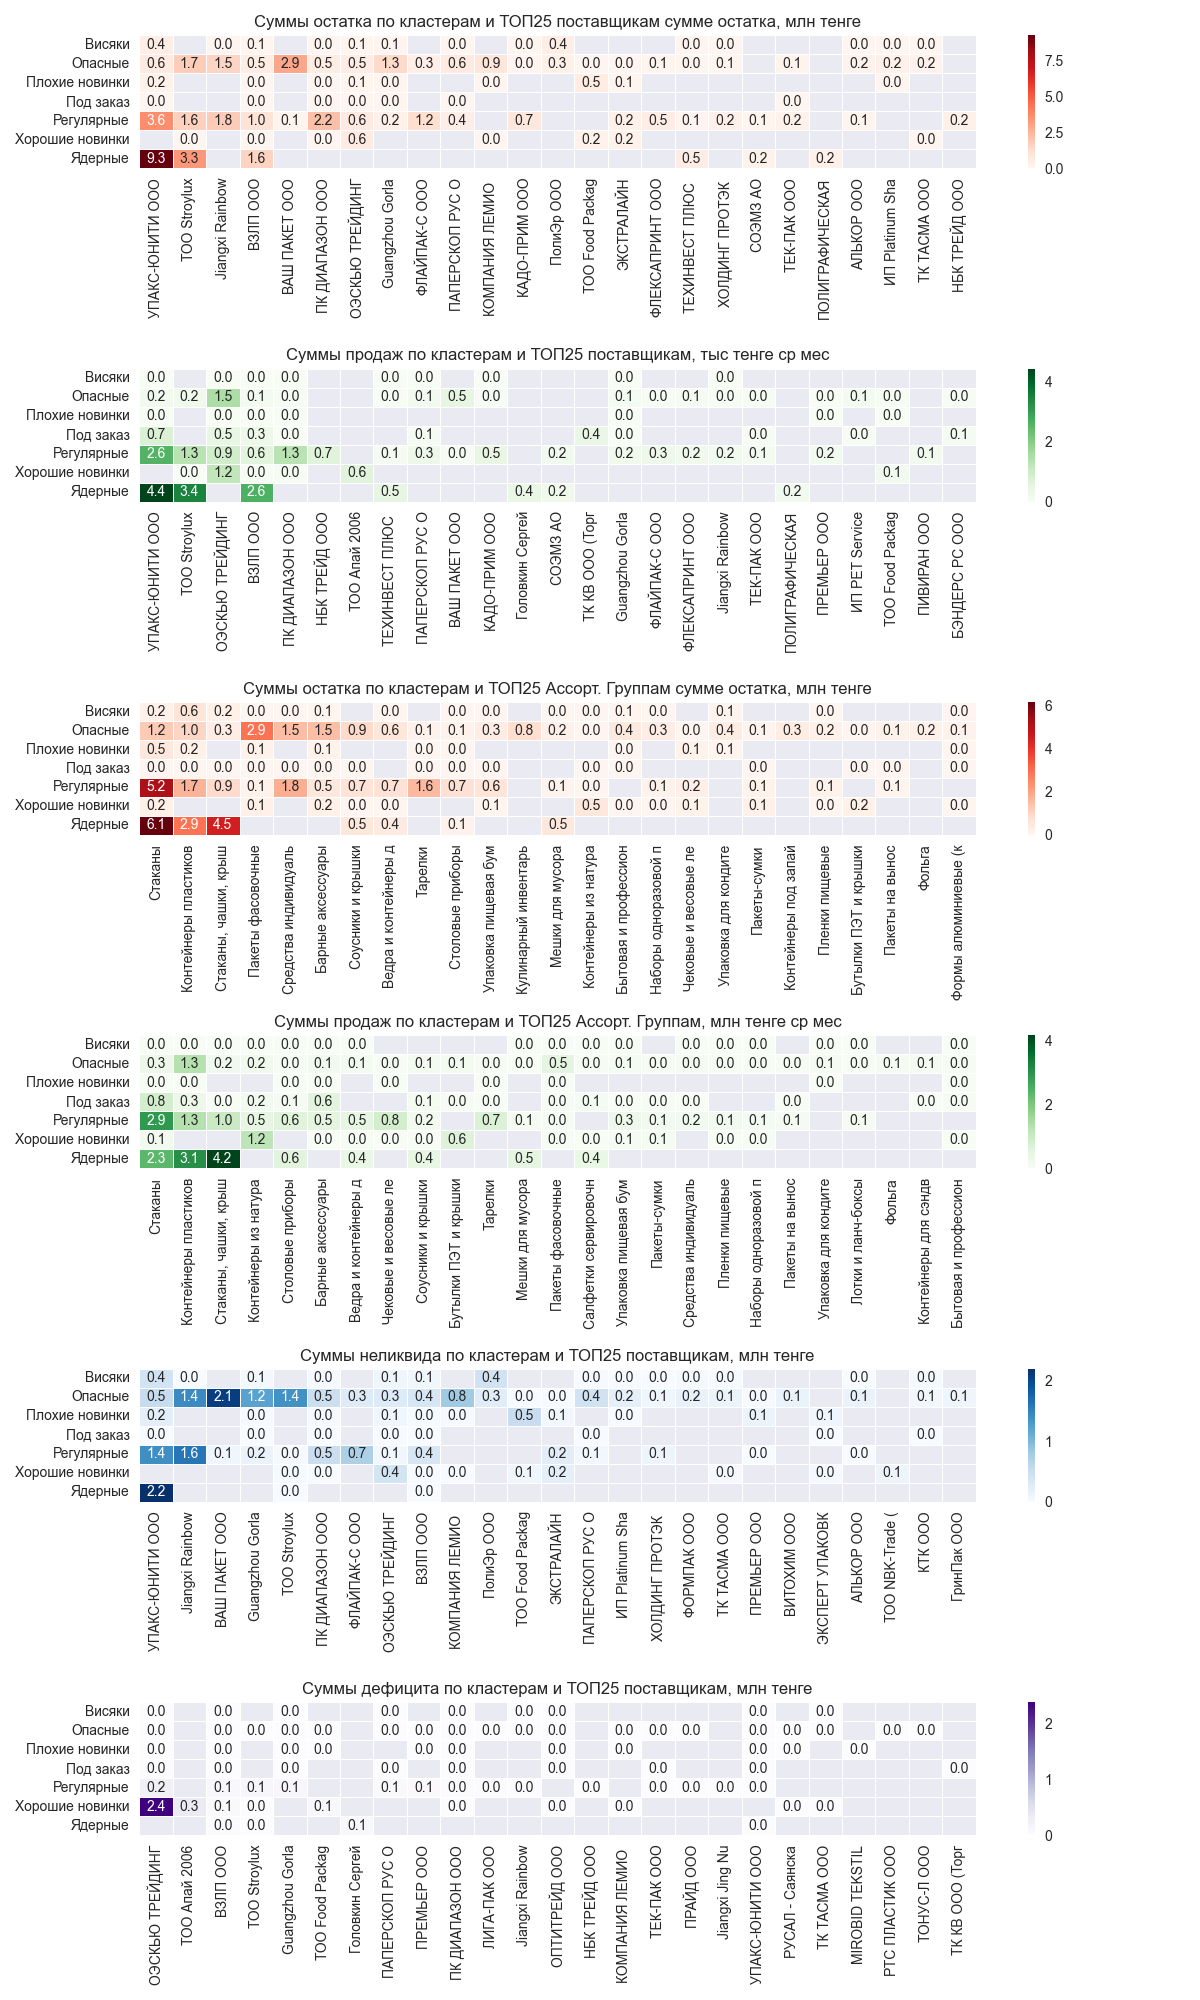 Суммы остатка по кластерам и ТОП25 поставщикам сумме остатка, млн тенге
Висяки 0.4 0.0 0.1 0.0 0.1 0.1 0.0 0.0 0.4 0.0 0.0 0.0 0.0 0.0
Опасные 0.6 1.7 1.5 0.5 2.9 0.5 0.5 1.3 0.3 0.6 0.9 0.0 0.3 0.0 0.0 0.1 0.0 0.1 0.1 0.2 0.2 0.2
Плохие новинки 0.2 0.0 0.0 0.1 0.0 0.0 0.5 0.1 0.0
Под заказ 0.0 0.0 0.0 0.0 0.0 0.0 0.0
Регулярные 3.6 1.6 1.8 1.0 0.1 2.2 0.6 0.2 1.2 0.4 0.7 0.2 0.5 0.1 0.2 0.1 0.2 0.1 0.2
Хорошие новинки 0.0 0.0 0.0 0.6 0.0 0.2 0.2 0.0
Ядерные 9.3 3.3 1.6 0.5 0.2 0.2
7.5
5.0
2.5
0.0
УПАКС-ЮНИТИ ООО
ТОО Stroylux
Jiangxi Rainbow
ВЗЛП ООО
ВАШ ПАКЕТ ООО
ПК ДИАПАЗОН ООО
ОЭСКЬЮ ТРЕЙДИНГ
Guangzhou Gorla
ФЛАЙПАК-С ООО
ПАПЕРСКОП РУС О
КОМПАНИЯ ЛЕМИО
КАДО-ПРИМ ООО
ПолиЭр ООО
ТОО Food Packag
ЭКСТРАЛАЙН
ФЛЕКСАПРИНТ ООО
ТЕХИНВЕСТ ПЛЮС
ХОЛДИНГ ПРОТЭК
СОЭМЗ АО
ТЕК-ПАК ООО
ПОЛИГРАФИЧЕСКАЯ
АЛЬКОР ООО
ИП Platinum Sha
ТК ТАСМА ООО
НБК ТРЕЙД ООО
Суммы продаж по кластерам и ТОП25 поставщикам, тыс тенге ср мес
Висяки 0.0 0.0 0.0 0.0 0.0 0.0 0.0 0.0 0.0
Опасные 0.2 0.2 1.5 0.1 0.0 0.0 0.1 0.5 0.0 0.1 0.0 0.1 0.0 0.0 0.0 0.1 0.0 0.0
Плохие новинки 0.0 0.0 0.0 0.0 0.0 0.0 0.0
Под заказ 0.7 0.5 0.3 0.0 0.1 0.4 0.0 0.0 0.0 0.1
Регулярные 2.6 1.3 0.9 0.6 1.3 0.7 0.1 0.3 0.0 0.5 0.2 0.2 0.3 0.2 0.2 0.1 0.2 0.1
Хорошие новинки 0.0 1.2 0.0 0.0 0.6 0.1
Ядерные 4.4 3.4 2.6 0.5 0.4 0.2 0.2
4
2
0
УПАКС-ЮНИТИ ООО
ТОО Stroylux
ОЭСКЬЮ ТРЕЙДИНГ
ВЗЛП ООО
ПК ДИАПАЗОН ООО
НБК ТРЕЙД ООО
ТОО Апай 2006
ТЕХИНВЕСТ ПЛЮС
ПАПЕРСКОП РУС О
ВАШ ПАКЕТ ООО
КАДО-ПРИМ ООО
Головкин Сергей
СОЭМЗ АО
ТК КВ ООО (Торг
Guangzhou Gorla
ФЛАЙПАК-С ООО
ФЛЕКСАПРИНТ ООО
Jiangxi Rainbow
ТЕК-ПАК ООО
ПОЛИГРАФИЧЕСКАЯ
ПРЕМЬЕР ООО
ИП PET Service
ТОО Food Packag
ПИВИРАН ООО
БЭНДЕРС РС ООО
Суммы остатка по кластерам и ТОП25 Ассорт. Группам сумме остатка, млн тенге
Висяки 0.2 0.6 0.2 0.0 0.0 0.1 0.0 0.0 0.0 0.0 0.0 0.1 0.0 0.1 0.0 0.0
Опасные 1.2 1.0 0.3 2.9 1.5 1.5 0.9 0.6 0.1 0.1 0.3 0.8 0.2 0.0 0.4 0.3 0.0 0.4 0.1 0.3 0.2 0.0 0.1 0.2 0.1
Плохие новинки 0.5 0.2 0.1 0.1 0.0 0.0 0.0 0.1 0.1 0.0
Под заказ 0.0 0.0 0.0 0.0 0.0 0.0 0.0 0.0 0.0 0.0 0.0 0.0 0.0 0.0 0.0 0.0
Регулярные 5.2 1.7 0.9 0.1 1.8 0.5 0.7 0.7 1.6 0.7 0.6 0.1 0.0 0.1 0.2 0.1 0.1 0.1
Хорошие новинки 0.2 0.1 0.2 0.0 0.0 0.1 0.5 0.0 0.0 0.1 0.1 0.0 0.2 0.0
Ядерные 6.1 2.9 4.5 0.5 0.4 0.1 0.5
6
4
2
0
Стаканы
Контейнеры пластиков
Стаканы, чашки, крыш
Пакеты фасовочные
Средства индивидуаль
Барные аксессуары
Соусники и крышки
Ведра и контейнеры д
Тарелки
Столовые приборы
Упаковка пищевая бум
Кулинарный инвентарь
Мешки для мусора
Контейнеры из натура
Бытовая и профессион
Наборы одноразовой п
Чековые и весовые ле
Упаковка для кондите
Пакеты-сумки
Контейнеры под запай
Пленки пищевые
Бутылки ПЭТ и крышки
Пакеты на вынос
Фольга
Формы алюминиевые (к
Суммы продаж по кластерам и ТОП25 Ассорт. Группам, млн тенге ср мес
Висяки 0.0 0.0 0.0 0.0 0.0 0.0 0.0 0.0 0.0 0.0 0.0 0.0 0.0 0.0 0.0 0.0 0.0
Опасные 0.3 1.3 0.2 0.2 0.0 0.1 0.1 0.0 0.1 0.1 0.0 0.0 0.5 0.0 0.1 0.0 0.0 0.0 0.0 0.0 0.1 0.0 0.1 0.1 0.0
Плохие новинки 0.0 0.0 0.0 0.0 0.0 0.0 0.0 0.0 0.0
Под заказ 0.8 0.3 0.0 0.2 0.1 0.6 0.1 0.0 0.0 0.0 0.1 0.0 0.0 0.0 0.0 0.0 0.0
Регулярные 2.9 1.3 1.0 0.5 0.6 0.5 0.5 0.8 0.2 0.7 0.1 0.0 0.3 0.1 0.2 0.1 0.1 0.1 0.1
Хорошие новинки 0.1 1.2 0.0 0.0 0.0 0.0 0.6 0.0 0.0 0.1 0.1 0.0 0.0 0.0
Ядерные 2.3 3.1 4.2 0.6 0.4 0.4 0.5 0.4
4
2
0
Стаканы
Контейнеры пластиков
Стаканы, чашки, крыш
Контейнеры из натура
Столовые приборы
Барные аксессуары
Ведра и контейнеры д
Чековые и весовые ле
Соусники и крышки
Бутылки ПЭТ и крышки
Тарелки
Мешки для мусора
Пакеты фасовочные
Салфетки сервировочн
Упаковка пищевая бум
Пакеты-сумки
Средства индивидуаль
Пленки пищевые
Наборы одноразовой п
Пакеты на вынос
Упаковка для кондите
Лотки и ланч-боксы
Фольга
Контейнеры для сэндв
Бытовая и профессион
Суммы неликвида по кластерам и ТОП25 поставщикам, млн тенге
Висяки 0.4 0.0 0.1 0.0 0.1 0.1 0.4 0.0 0.0 0.0 0.0 0.0 0.0 0.0
Опасные 0.5 1.4 2.1 1.2 1.4 0.5 0.3 0.3 0.4 0.8 0.3 0.0 0.0 0.4 0.2 0.1 0.2 0.1 0.0 0.1 0.1 0.1 0.1
Плохие новинки 0.2 0.0 0.0 0.1 0.0 0.0 0.5 0.1 0.0 0.1 0.1
Под заказ 0.0 0.0 0.0 0.0 0.0 0.0 0.0 0.0
Регулярные 1.4 1.6 0.1 0.2 0.0 0.5 0.7 0.1 0.4 0.2 0.1 0.1 0.0 0.0
Хорошие новинки 0.0 0.0 0.4 0.0 0.0 0.1 0.2 0.0 0.0 0.1
Ядерные 2.2 0.0 0.0
2
1
0
УПАКС-ЮНИТИ ООО
Jiangxi Rainbow
ВАШ ПАКЕТ ООО
Guangzhou Gorla
ТОО Stroylux
ПК ДИАПАЗОН ООО
ФЛАЙПАК-С ООО
ОЭСКЬЮ ТРЕЙДИНГ
ВЗЛП ООО
КОМПАНИЯ ЛЕМИО
ПолиЭр ООО
ТОО Food Packag
ЭКСТРАЛАЙН
ПАПЕРСКОП РУС О
ИП Platinum Sha
ХОЛДИНГ ПРОТЭК
ФОРМПАК ООО
ТК ТАСМА ООО
ПРЕМЬЕР ООО
ВИТОХИМ ООО
ЭКСПЕРТ УПАКОВК
АЛЬКОР ООО
ТОО NBK-Trade (
КТК ООО
ГринПак ООО
Суммы дефицита по кластерам и ТОП25 поставщикам, млн тенге
Висяки 0.0 0.0 0.0 0.0 0.0 0.0 0.0 0.0 0.0
Опасные 0.0 0.0 0.0 0.0 0.0 0.0 0.0 0.0 0.0 0.0 0.0 0.0 0.0 0.0 0.0 0.0 0.0 0.0 0.0 0.0
Плохие новинки 0.0 0.0 0.0 0.0 0.0 0.0 0.0 0.0 0.0 0.0 0.0
Под заказ 0.0 0.0 0.0 0.0 0.0 0.0 0.0 0.0 0.0
Регулярные 0.2 0.1 0.1 0.1 0.1 0.1 0.0 0.0 0.0 0.0 0.0 0.0 0.0 0.0
Хорошие новинки 2.4 0.3 0.1 0.0 0.1 0.0 0.0 0.0 0.0 0.0
Ядерные 0.0 0.0 0.1 0.0
2
1
0
ОЭСКЬЮ ТРЕЙДИНГ
ТОО Апай 2006
ВЗЛП ООО
ТОО Stroylux
Guangzhou Gorla
ТОО Food Packag
Головкин Сергей
ПАПЕРСКОП РУС О
ПРЕМЬЕР ООО
ПК ДИАПАЗОН ООО
ЛИГА-ПАК ООО
Jiangxi Rainbow
ОПТИТРЕЙД ООО
НБК ТРЕЙД ООО
КОМПАНИЯ ЛЕМИО
ТЕК-ПАК ООО
ПРАЙД ООО
Jiangxi Jing Nu
УПАКС-ЮНИТИ ООО
РУСАЛ - Саянска
ТК ТАСМА ООО
MIROBID TEKSTIL
РТС ПЛАСТИК ООО
ТОНУС-Л ООО
ТК КВ ООО (Торг